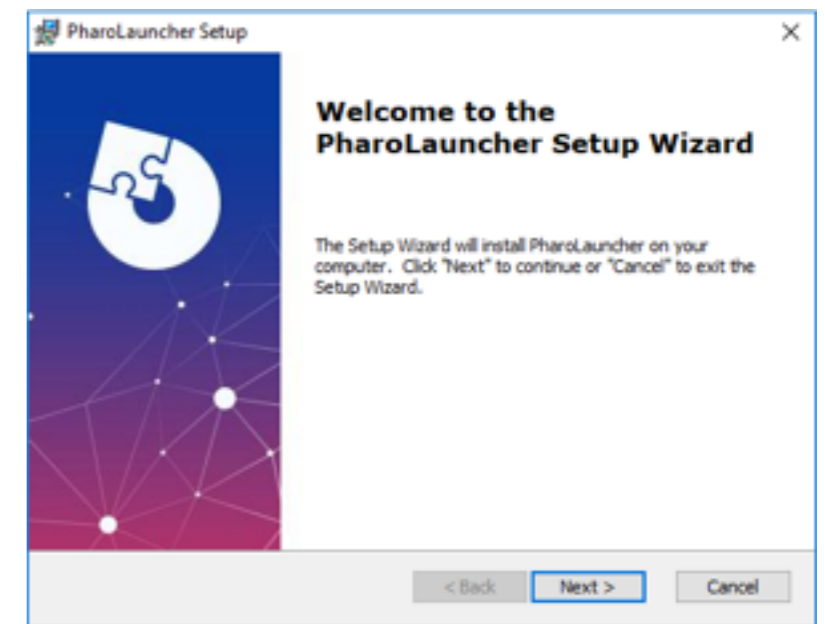 PharoLauncher Setup
Welcome to the
PharoLauncher Setup Wizard
The Setup Wizard will install PharoLauncher on your
computer. Click "Next" to continue or "Cancel" to exit the
Setup Wizard.
< Back Next > Cancel